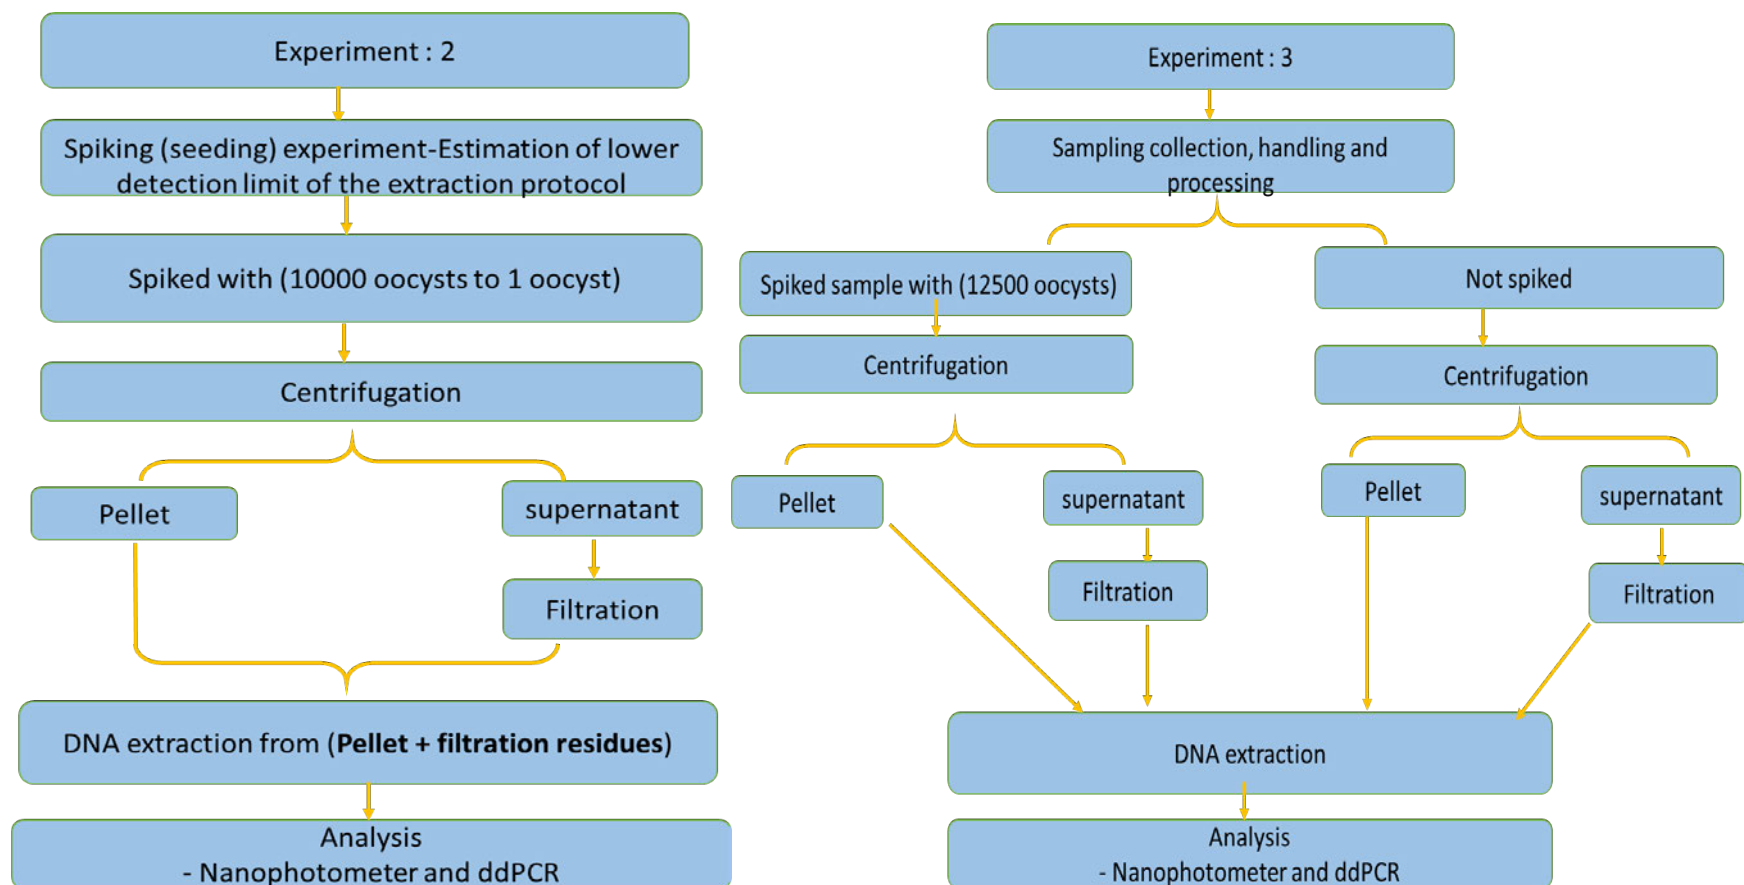 Experiment : 2
Spiking (seeding) experiment-Estimation of lower
detection limit of the extraction protocol
Spiked with (10000 oocysts to 1 oocyst)
Centrifugation
Pellet
supernatant
Filtration
DNA extraction from (Pellet + filtration residues)
Analysis
- Nanophotometer and ddPCR
Experiment : 3
Sampling collection, handling and
processing
Spiked sample with (12500 oocysts)
Not spiked
Centrifugation
Centrifugation
Pellet
supernatant
Pellet
supernatant
Filtration
Filtration
DNA extraction
Analysis
- Nanophotometer and ddPCR